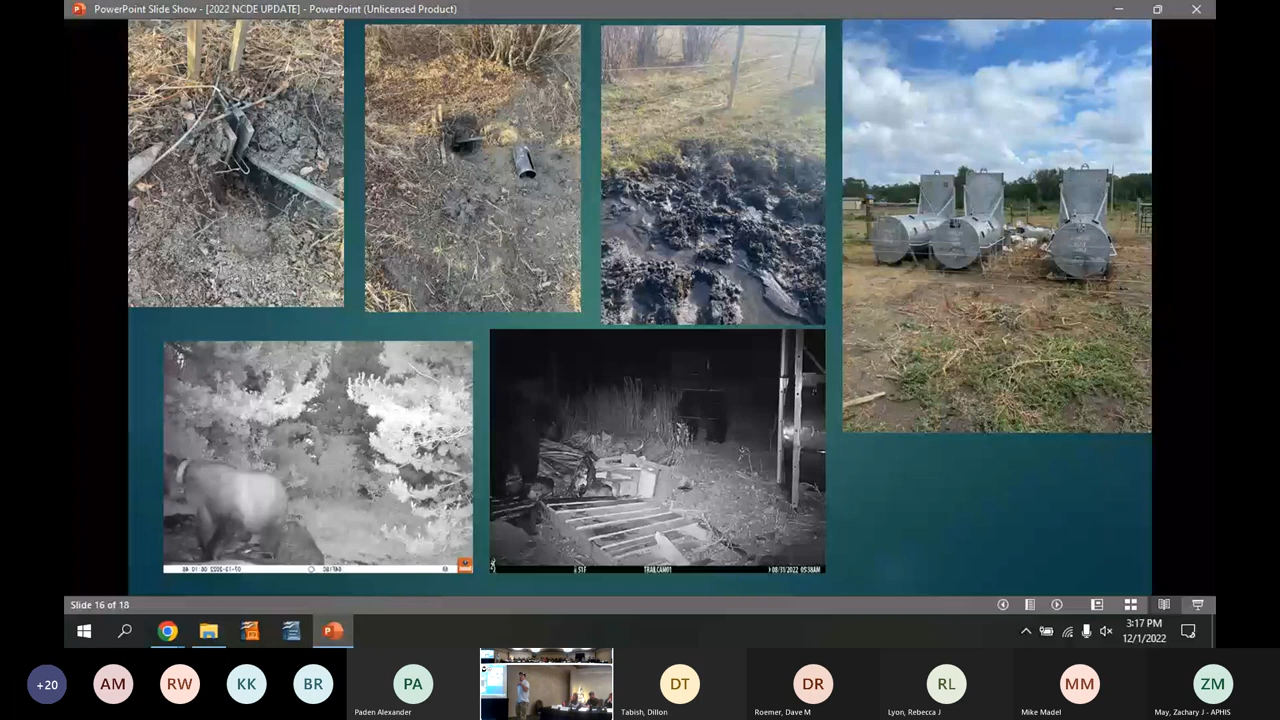 PowerPoint Slide Show - [2022 NCDE UPDATE] - PowerPoint (Unlicensed Product)
51F TRAILCAM01 08/31/2022 05:38AM
Slide 16 of 18
3:17 PM
12/1/2022
+20 AM RW KK BR PA DT DR RL MM ZM
Paden Alexander Tabish, Dillon Roemer, Dave M Lyon, Rebecca J Mike Madel May, Zachary J - APHIS